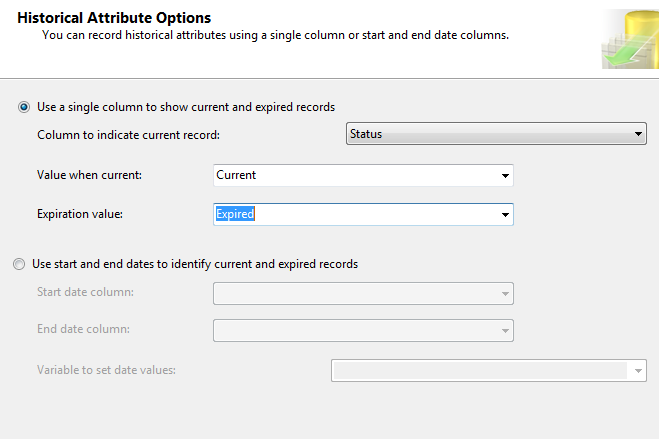 Historical Attribute Options
You can record historical attributes using a single column or start and end date columns.
Use a single column to show current and expired records
Column to indicate current record: Status
Value when current: Current
Expiration value: Expired
Use start and end dates to identify current and expired records
Start date column:
End date column:
Variable to set date values: